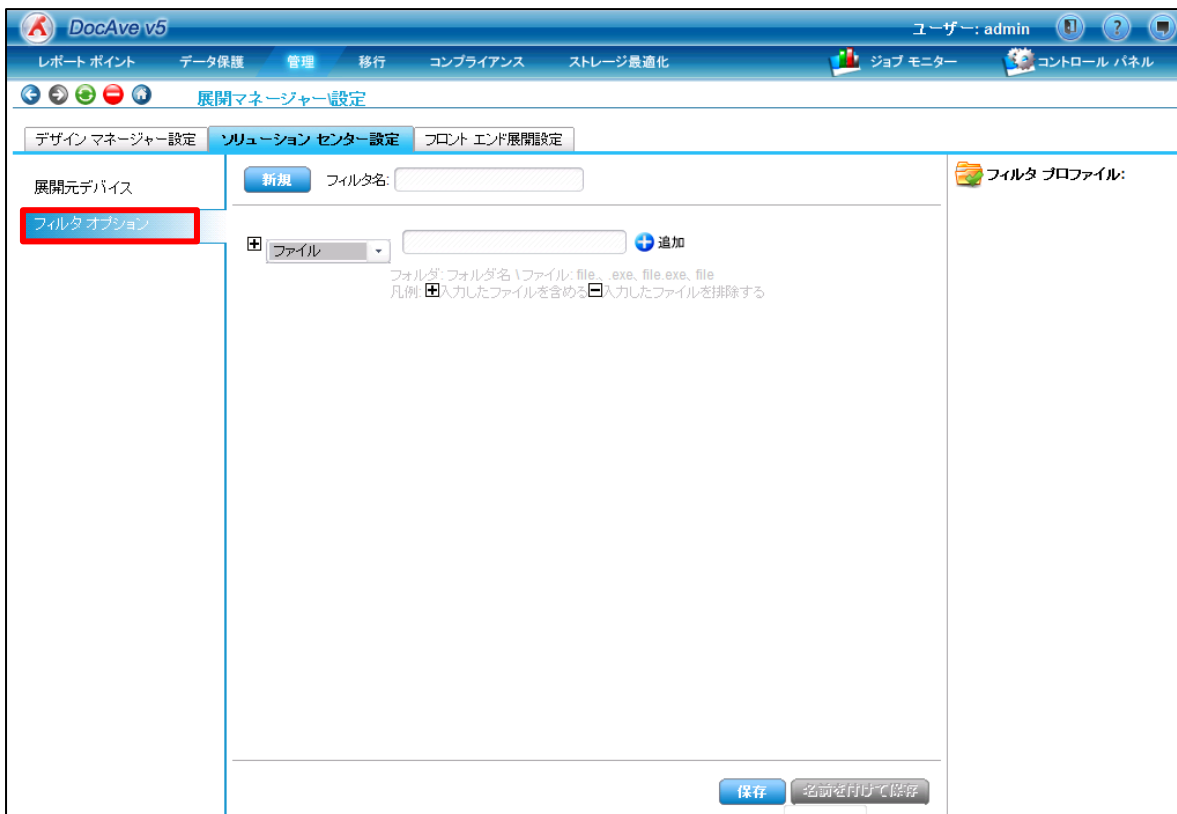 DocAve v5
ユーザー: admin
レポート ポイント データ保護 管理 移行 コンプライアンス ストレージ最適化 ジョブ モニター コントロール パネル
展開マネージャー\設定
デザイン マネージャー設定 ソリューション センター設定 フロント エンド展開設定
展開元デバイス
フィルタ オプション
新規 フィルタ名:
ファイル 追加
フォルダ: フォルダ名 \ ファイル: file.、.exe、file.exe、file
凡例: 入力したファイルを含める 入力したファイルを排除する
フィルタ プロファイル:
保存 名前を付けて保存